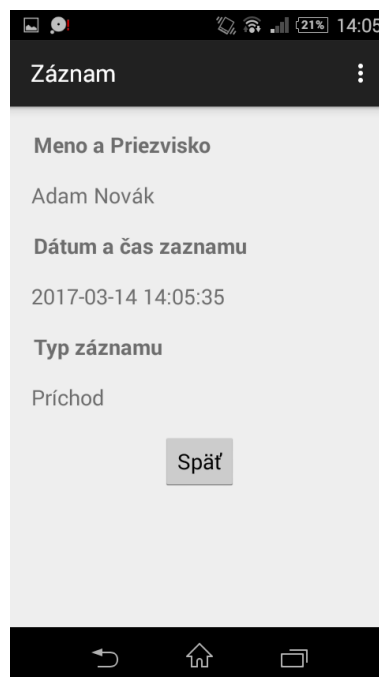 21% 14:05
Záznam
Meno a Priezvisko
Adam Novák
Dátum a čas zaznamu
2017-03-14 14:05:35
Typ záznamu
Príchod
Späť